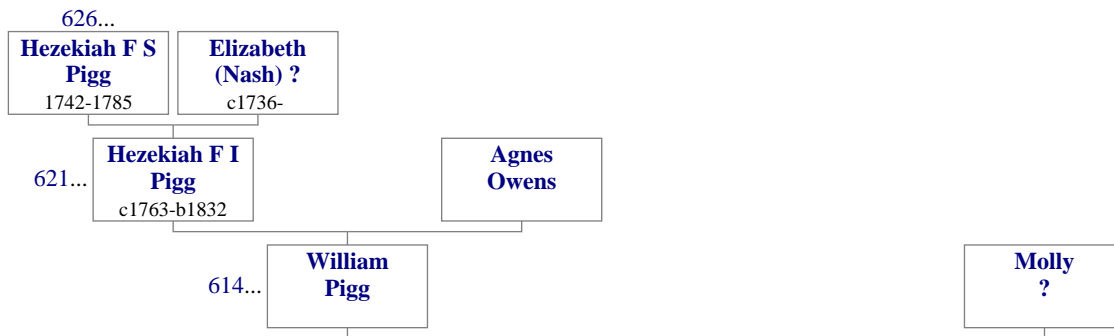 626...
Hezekiah F S
Pigg
1742-1785
Elizabeth
(Nash) ?
c1736-
621...
Hezekiah F I
Pigg
c1763-b1832
Agnes
Owens
614...
William
Pigg
Molly
?